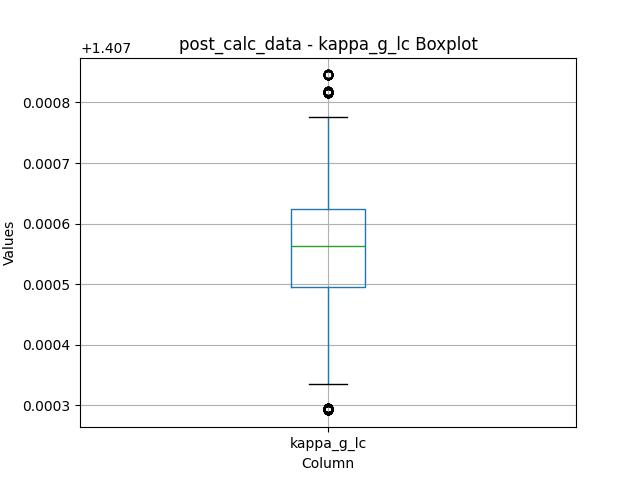 post_calc_data - kappa_g_lc Boxplot
+1.407
0.0008
0.0007
0.0006
0.0005
0.0004
0.0003
Values
kappa_g_lc
Column